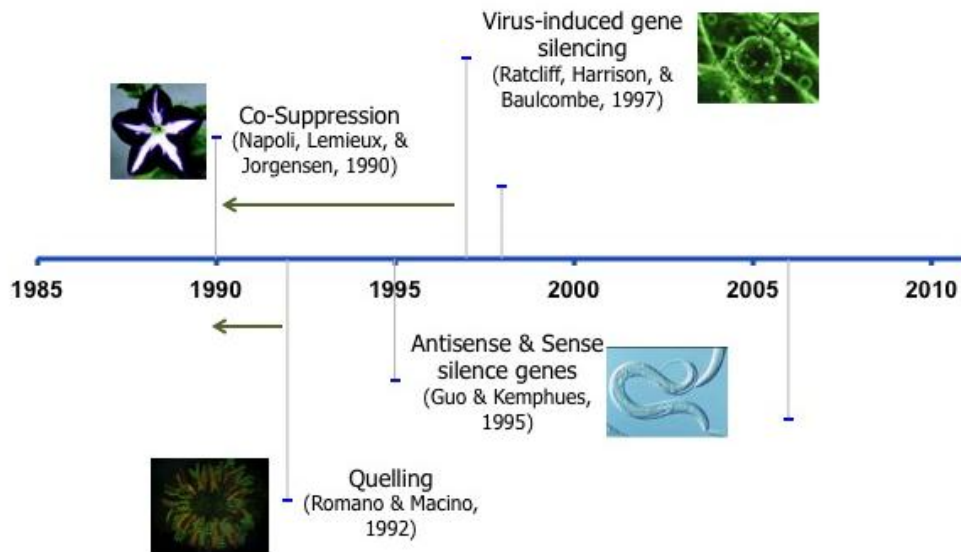 Virus-induced gene
silencing
(Ratcliff, Harrison, &
Baulcombe, 1997)
Co-Suppression
(Napoli, Lemieux, &
Jorgensen, 1990)
1985 1990 1995 2000 2005 2010
Antisense & Sense
silence genes
(Guo & Kemphues,
1995)
Quelling
(Romano & Macino,
1992)